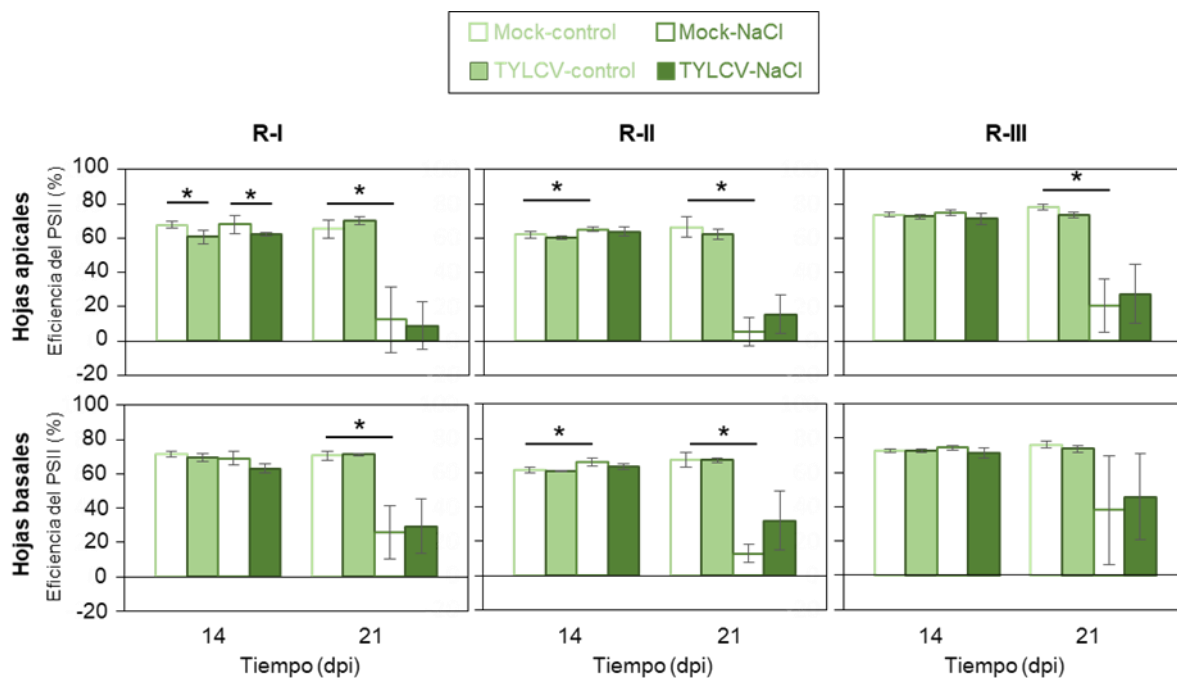 Mock-control Mock-NaCl
TYLCV-control TYLCV-NaCl
R-I R-II R-III
Hojas apicales
Eficiencia del PSII (%)
100
80
60
40
20
0
-20
* * *
* *
*
Hojas basales
Eficiencia del PSII (%)
100
80
60
40
20
0
-20
*
* *
14 21 14 21 14 21
Tiempo (dpi) Tiempo (dpi) Tiempo (dpi)